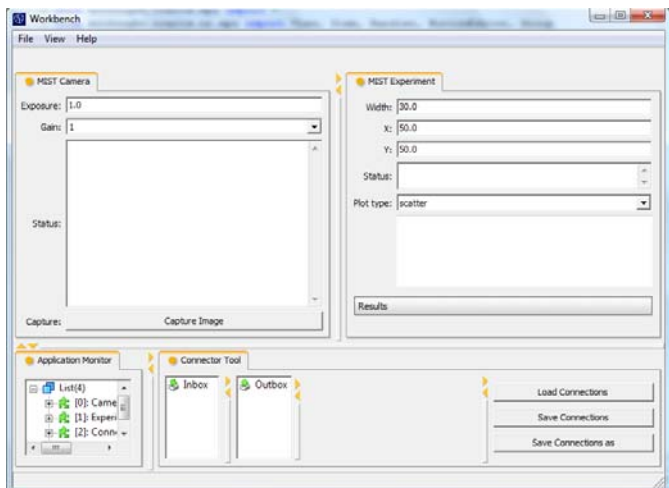 Workbench
File View Help
MIST Camera
Exposure: 1.0
Gain: 1
Status:
Capture: Capture Image
MIST Experiment
Width: 30.0
X: 50.0
Y: 50.0
Status:
Plot type: scatter
Results
Application Monitor
List(4)
[0]: Came
[1]: Experi
[2]: Conn
Connector Tool
Inbox
Outbox
Load Connections
Save Connections
Save Connections as